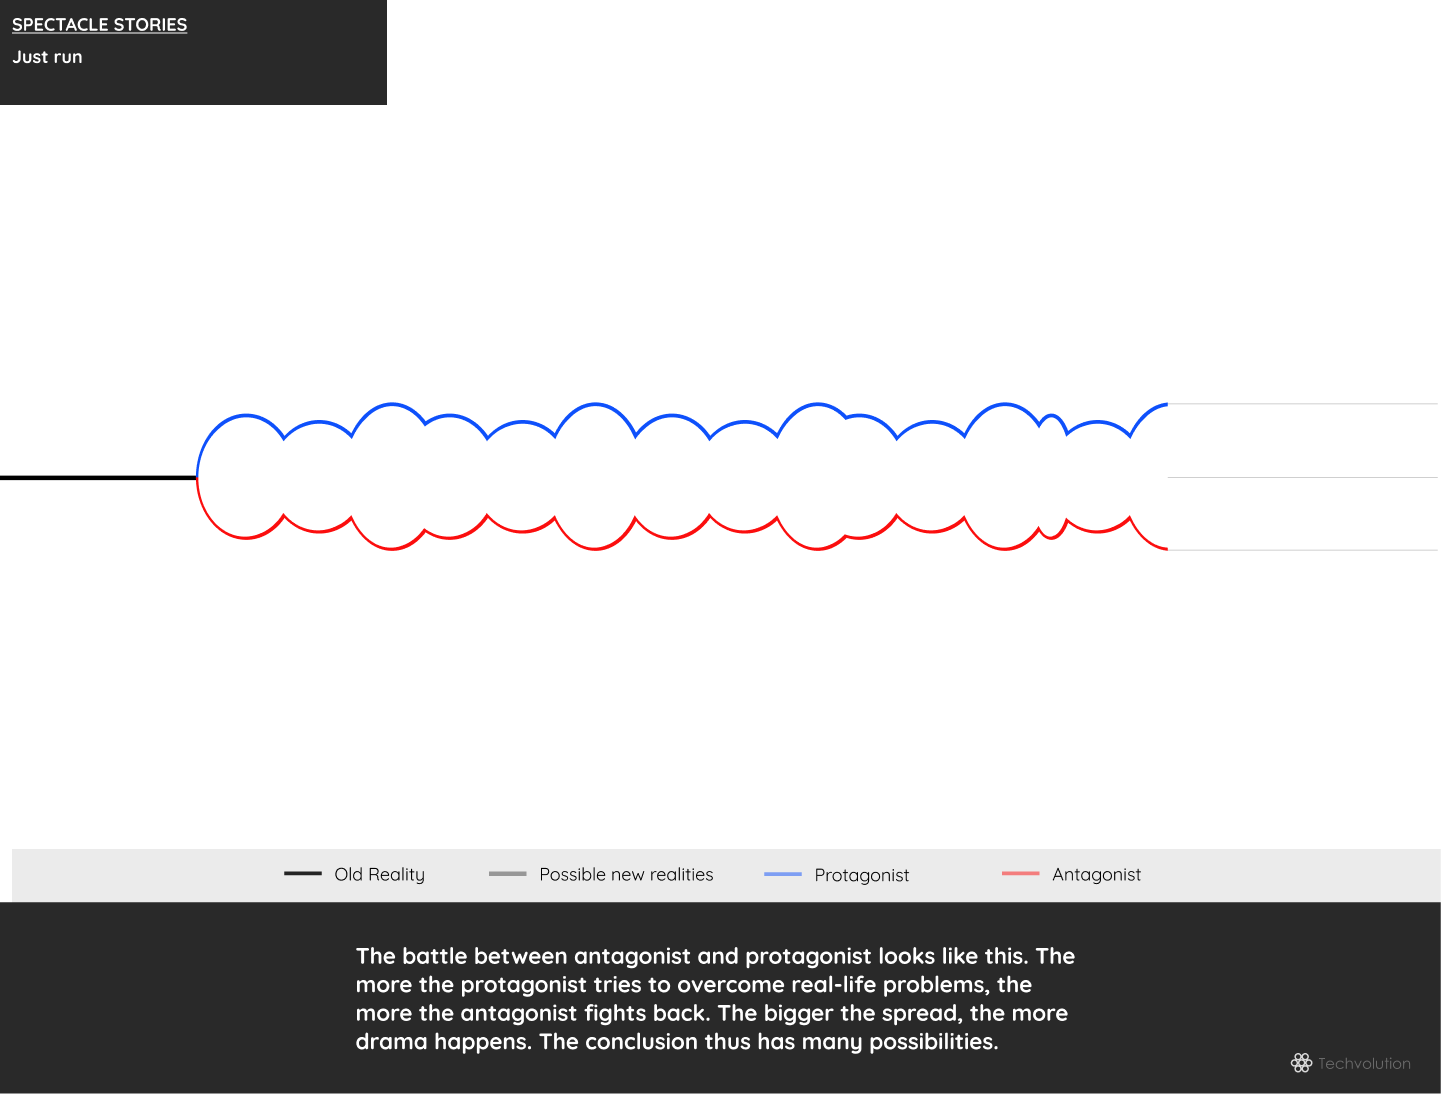 SPECTACLE STORIES
Just run
Old Reality
Possible new realities
Protagonist
Antagonist
The battle between antagonist and protagonist looks like this. The
more the protagonist tries to overcome real-life problems, the
more the antagonist fights back. The bigger the spread, the more
drama happens. The conclusion thus has many possibilities.
Techvolution